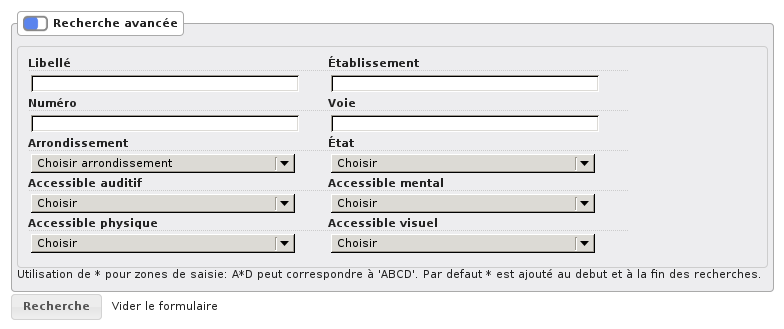 Recherche avancée
Libellé Établissement
Numéro Voie
Arrondissement État
Choisir arrondissement Choisir
Accessible auditif Accessible mental
Choisir Choisir
Accessible physique Accessible visuel
Choisir Choisir
Utilisation de * pour zones de saisie: A*D peut correspondre à 'ABCD'. Par defaut * est ajouté au debut et à la fin des recherches.
Recherche Vider le formulaire